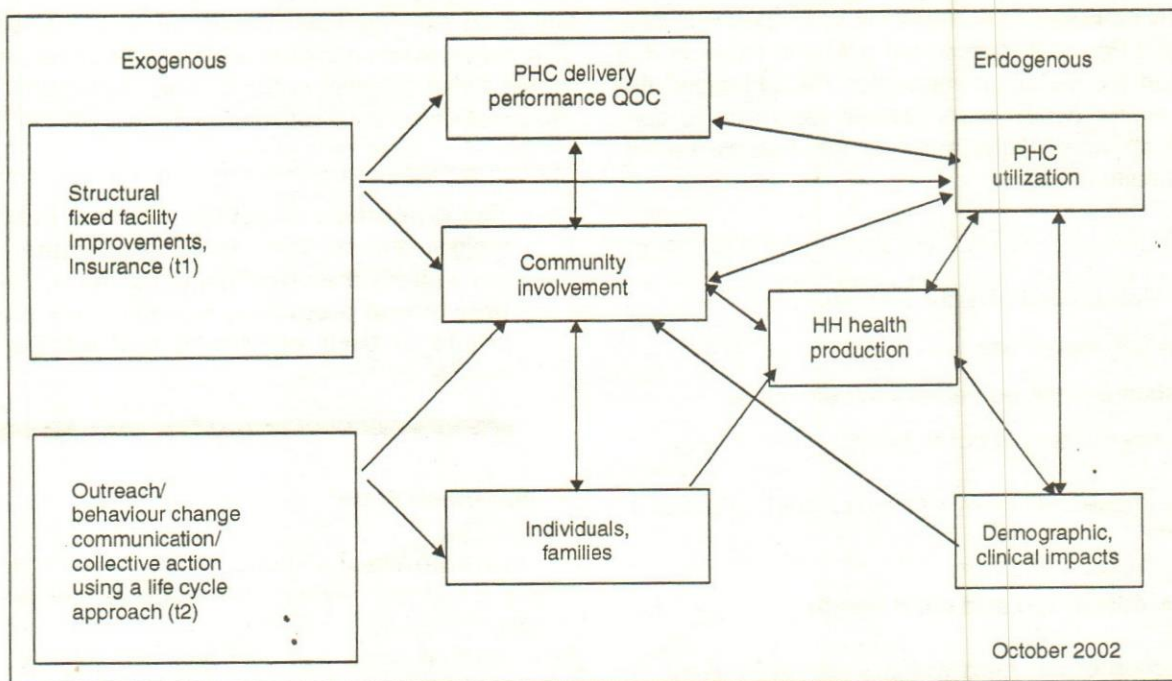 Exogenous
Endogenous
PHC delivery
performance QOC
PHC
utilization
Structural
fixed facility
Improvements,
Insurance (t1)
Community
involvement
HH health
production
Outreach/
behaviour change
communication/
collective action
using a life cycle
approach (t2)
Individuals,
families
Demographic,
clinical impacts
October 2002